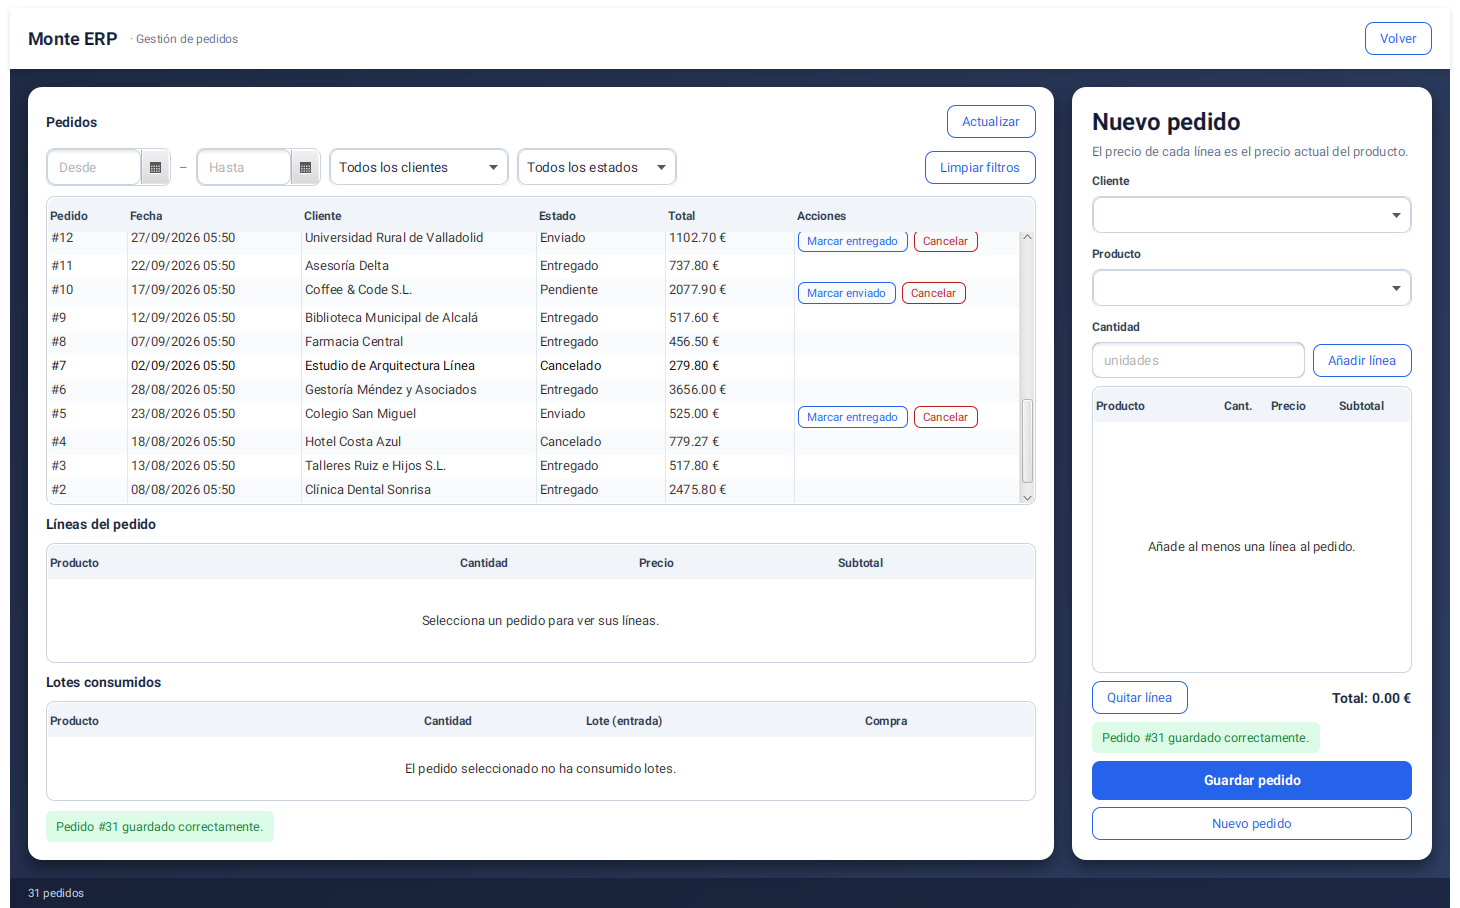 Monte ERP · Gestión de pedidos Volver
Pedidos Actualizar
Desde – Hasta Todos los clientes Todos los estados Limpiar filtros
Pedido Fecha Cliente Estado Total Acciones
#12 27/09/2026 05:50 Universidad Rural de Valladolid Enviado 1102.70 € Marcar entregado Cancelar
#11 22/09/2026 05:50 Asesoría Delta Entregado 737.80 €
#10 17/09/2026 05:50 Coffee & Code S.L. Pendiente 2077.90 € Marcar enviado Cancelar
#9 12/09/2026 05:50 Biblioteca Municipal de Alcalá Entregado 517.60 €
#8 07/09/2026 05:50 Farmacia Central Entregado 456.50 €
#7 02/09/2026 05:50 Estudio de Arquitectura Línea Cancelado 279.80 €
#6 28/08/2026 05:50 Gestoría Méndez y Asociados Entregado 3656.00 €
#5 23/08/2026 05:50 Colegio San Miguel Enviado 525.00 € Marcar entregado Cancelar
#4 18/08/2026 05:50 Hotel Costa Azul Cancelado 779.27 €
#3 13/08/2026 05:50 Talleres Ruiz e Hijos S.L. Entregado 517.80 €
#2 08/08/2026 05:50 Clínica Dental Sonrisa Entregado 2475.80 €
Líneas del pedido
Producto Cantidad Precio Subtotal
Selecciona un pedido para ver sus líneas.
Lotes consumidos
Producto Cantidad Lote (entrada) Compra
El pedido seleccionado no ha consumido lotes.
Pedido #31 guardado correctamente.
Nuevo pedido
El precio de cada línea es el precio actual del producto.
Cliente
Producto
Cantidad
unidades Añadir línea
Producto Cant. Precio Subtotal
Añade al menos una línea al pedido.
Quitar línea Total: 0.00 €
Pedido #31 guardado correctamente.
Guardar pedido
Nuevo pedido
31 pedidos